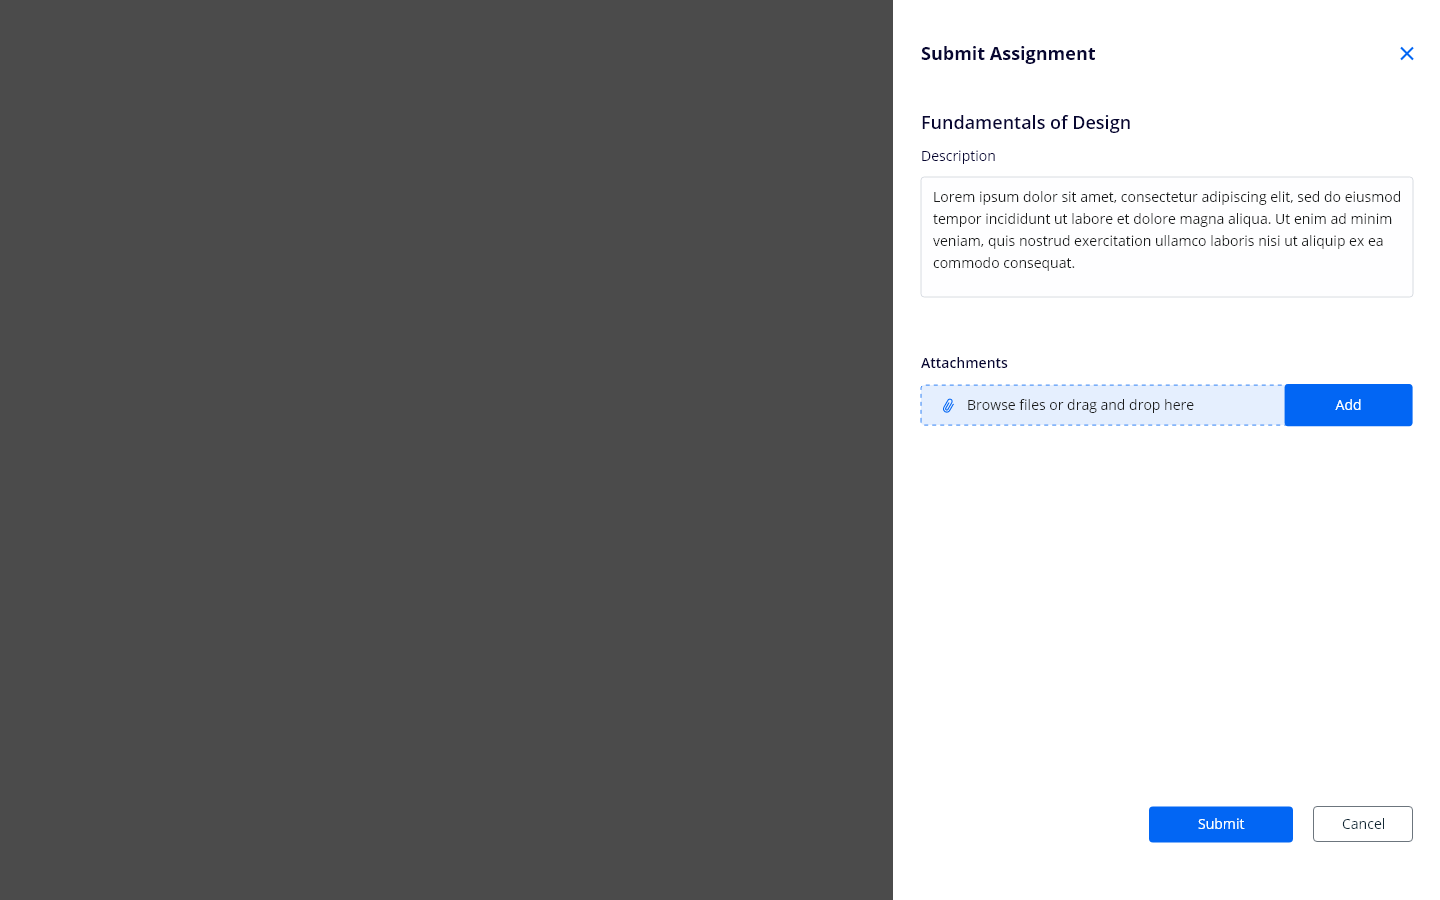 Submit Assignment
Fundamentals of Design
Description
Lorem ipsum dolor sit amet, consectetur adipiscing elit, sed do eiusmod
tempor incididunt ut labore et dolore magna aliqua. Ut enim ad minim
veniam, quis nostrud exercitation ullamco laboris nisi ut aliquip ex ea
commodo consequat.
Attachments
Browse files or drag and drop here
Add
Submit
Cancel